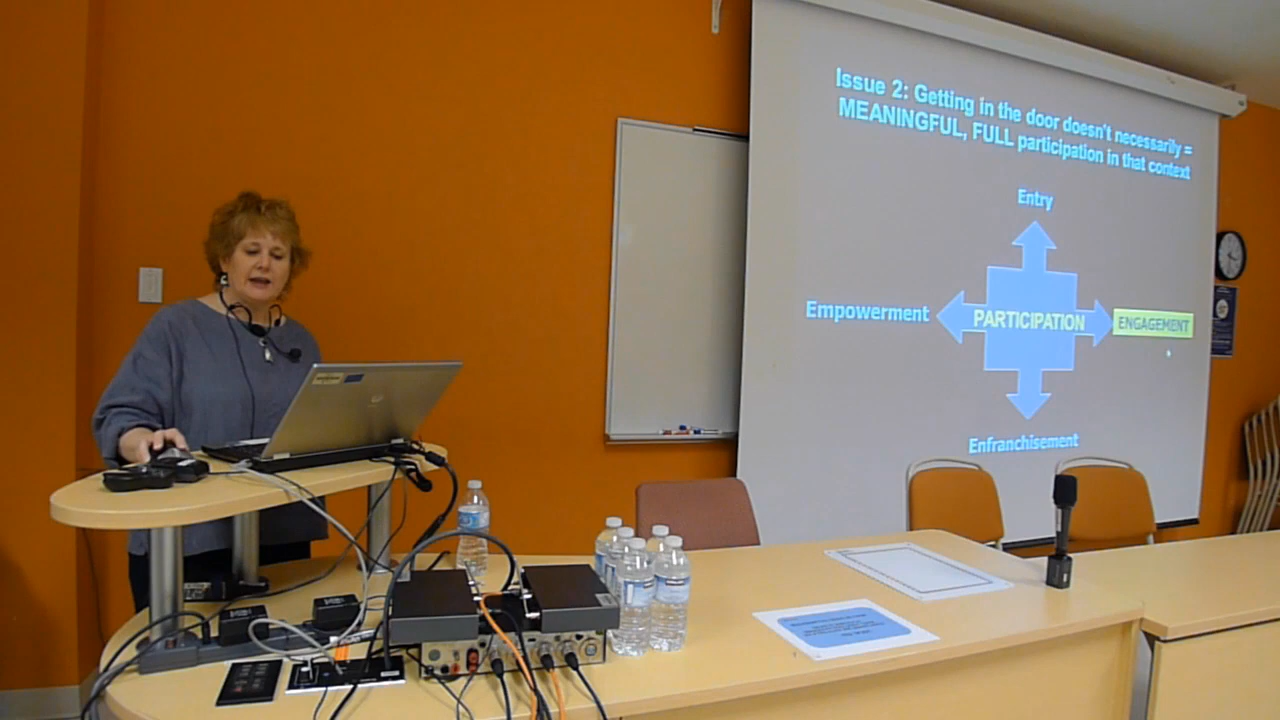 Issue 2: Getting in the door doesn't necessarily =
MEANINGFUL, FULL participation in that context
Entry
Empowerment
PARTICIPATION
ENGAGEMENT
Enfranchisement